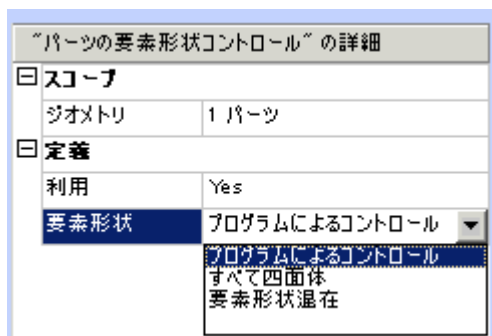 "パーツの要素形状コントロール" の詳細
スコープ
ジオメトリ 1 パーツ
定義
利用 Yes
要素形状 プログラムによるコントロール
プログラムによるコントロール
すべて四面体
要素形状混在